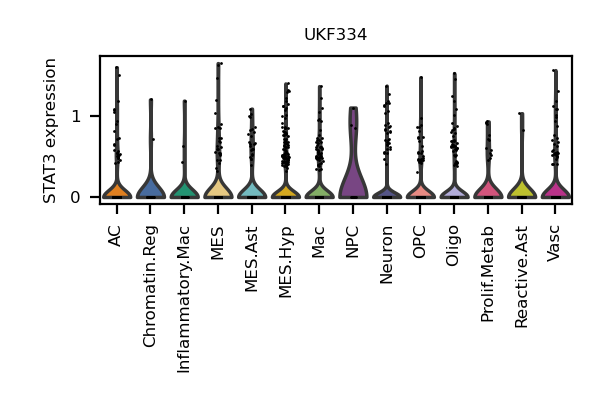 UKF334
STAT3 expression
1
0
AC
Chromatin.Reg
Inflammatory.Mac
MES
MES.Ast
MES.Hyp
Mac
NPC
Neuron
OPC
Oligo
Prolif.Metab
Reactive.Ast
Vasc